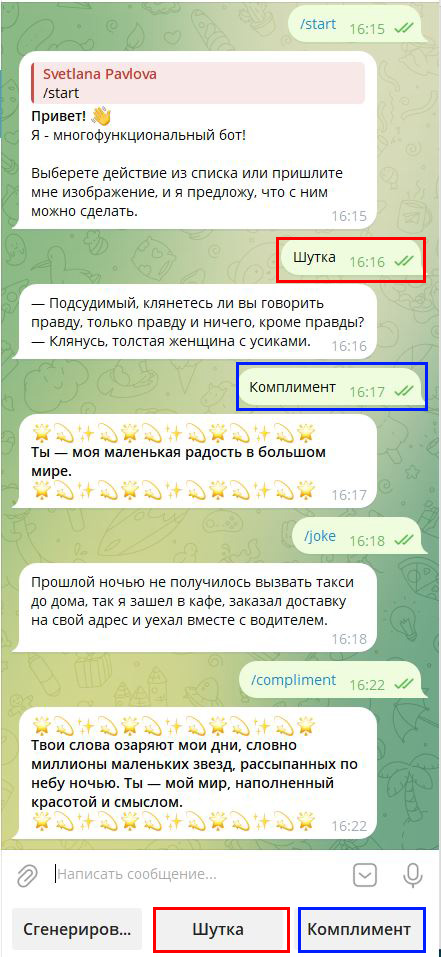 /start 16:15
Svetlana Pavlova
/start
Привет! 👋
Я - многофункциональный бот!
Выберете действие из списка или пришлите
мне изображение, и я предложу, что с ним
можно сделать.
16:15
Шутка 16:16
— Подсудимый, клянетесь ли вы говорить
правду, только правду и ничего, кроме правды?
— Клянусь, толстая женщина с усиками. 16:16
Комплимент 16:17
Ты — моя маленькая радость в большом
мире.
16:17
/joke 16:18
Прошлой ночью не получилось вызвать такси
до дома, так я зашел в кафе, заказал доставку
на свой адрес и уехал вместе с водителем.
16:18
/compliment 16:22
Твои слова озаряют мои дни, словно
миллионы маленьких звезд, рассыпанных по
небу ночью. Ты — мой мир, наполненный
красотой и смыслом.
16:22
Написать сообщение...
Сгенериров... Шутка Комплимент